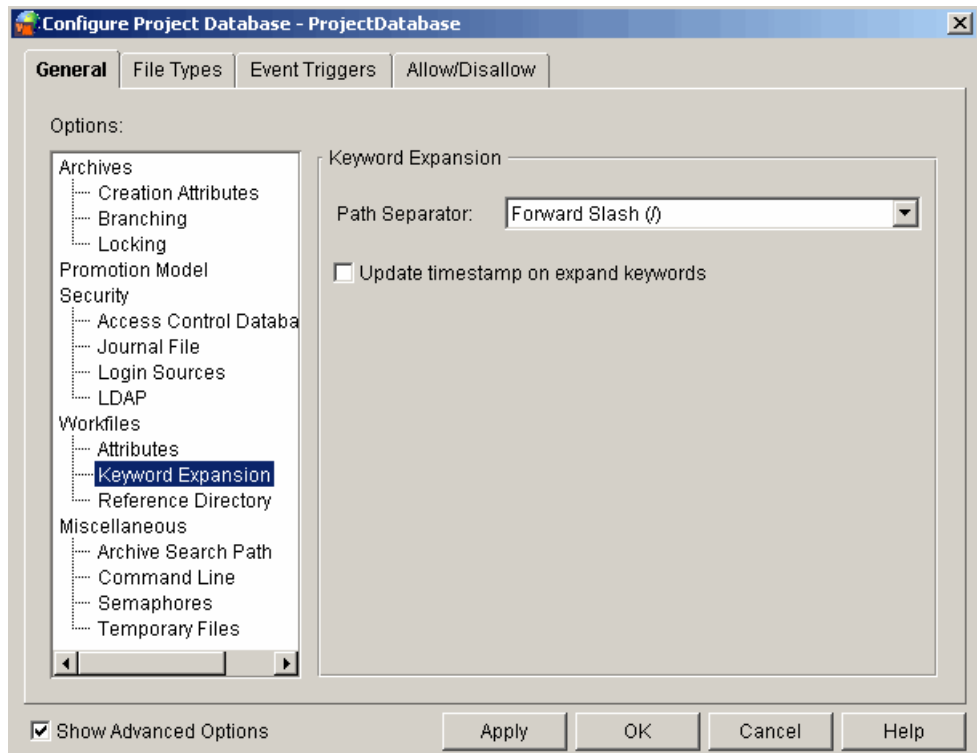 Configure Project Database - ProjectDatabase
General File Types Event Triggers Allow/Disallow
Options:
Archives
Creation Attributes
Branching
Locking
Promotion Model
Security
Access Control Databa
Journal File
Login Sources
LDAP
Workfiles
Attributes
Keyword Expansion
Reference Directory
Miscellaneous
Archive Search Path
Command Line
Semaphores
Temporary Files
Keyword Expansion
Path Separator: Forward Slash (/)
Update timestamp on expand keywords
Show Advanced Options
Apply OK Cancel Help